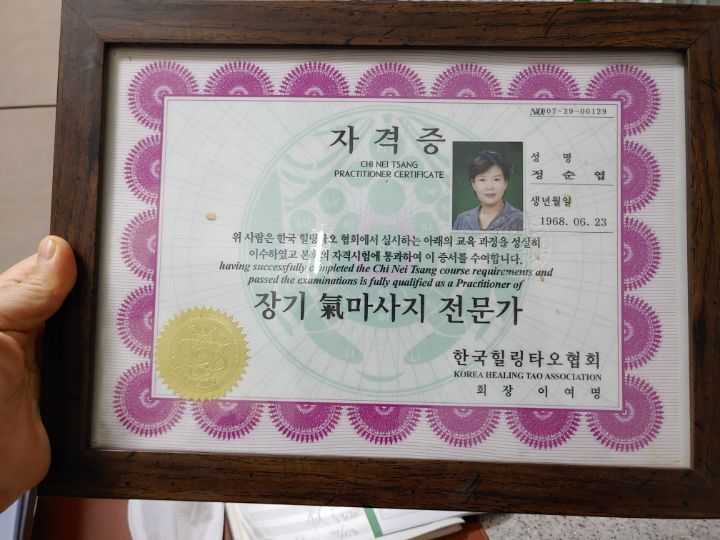 NO. 07-29-00129
자격증
CHI NEI TSANG
PRACTITIONER CERTIFICATE
성 명
정 순 엽
생년월일
1968. 06. 23
위 사람은 한국 힐링타오 협회에서 실시하는 아래의 교육 과정을 성실히
이수하였고 본회의 자격시험에 통과하여 이 증서를 수여합니다.
having successfully completed the Chi Nei Tsang course requirements and
passed the examinations is fully qualified as a Practitioner of
장기 氣마사지 전문가
한국힐링타오협회
KOREA HEALING TAO ASSOCIATION
회 장 이 여 명
LV
TW
LI
LI